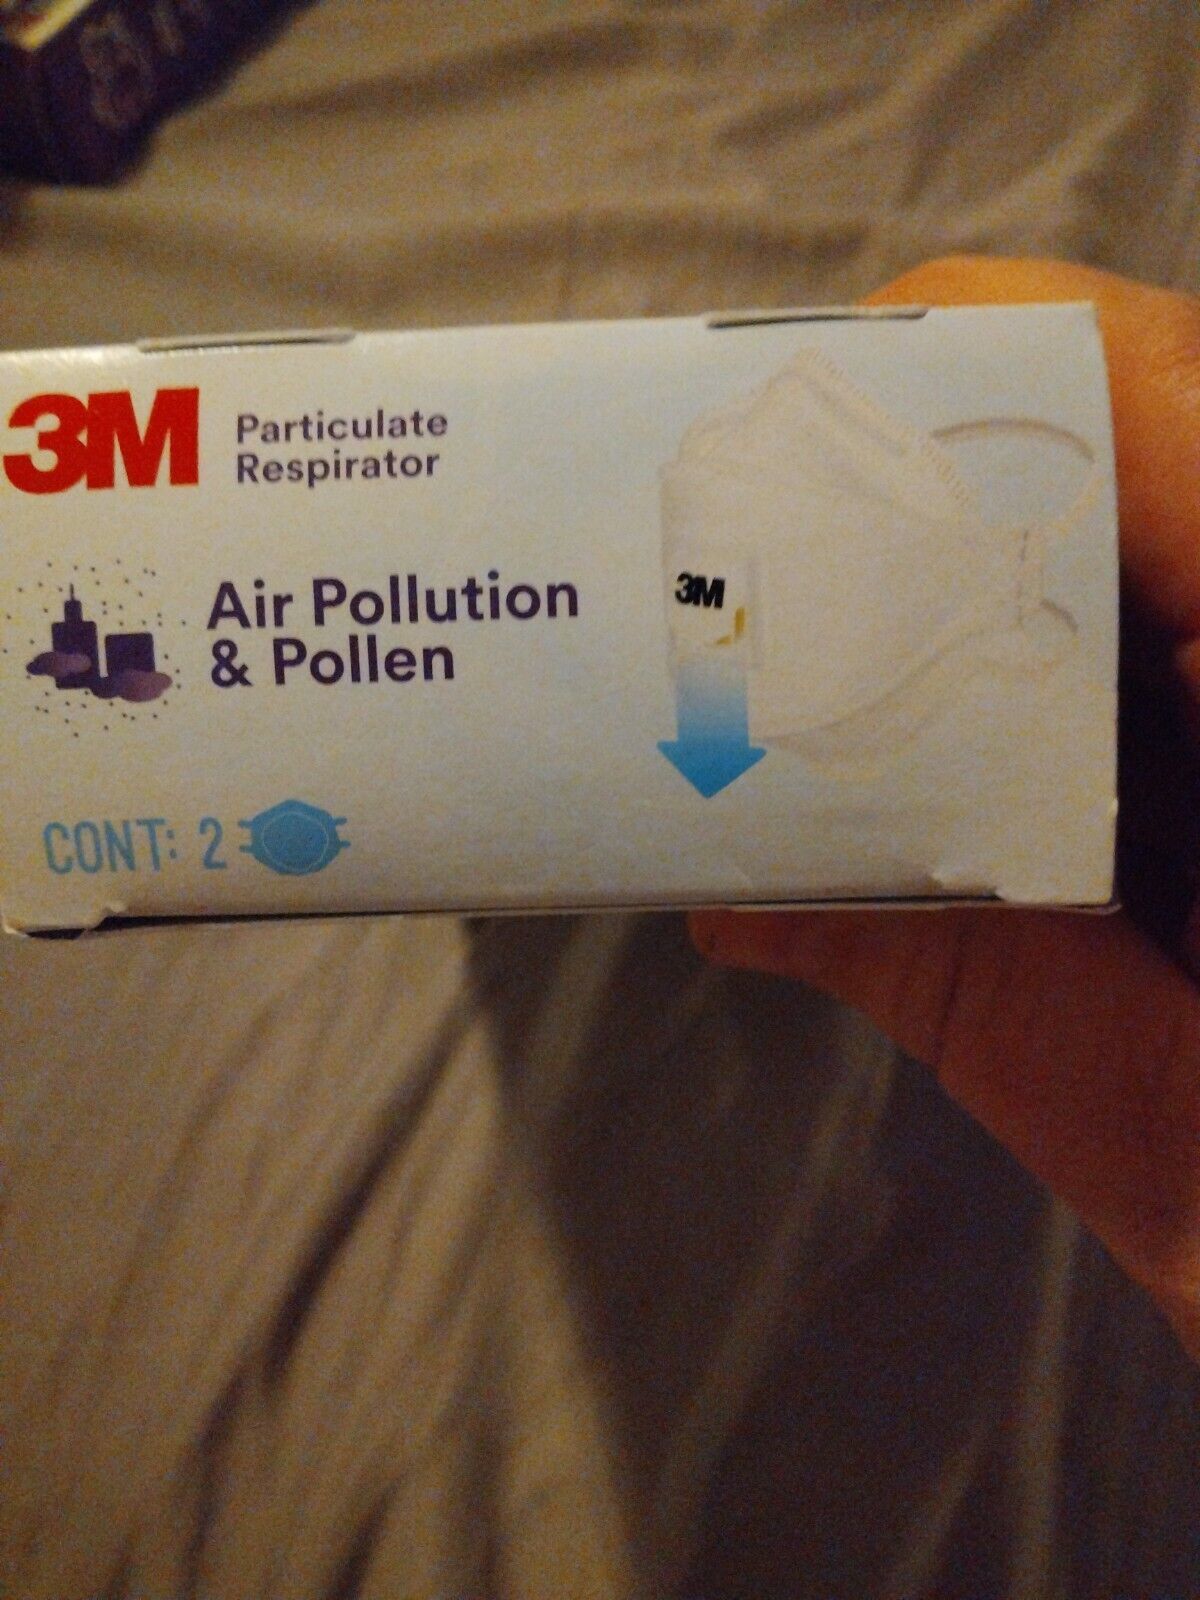 3M
Particulate
Respirator
Air Pollution
& Pollen
3M
CONT: 2